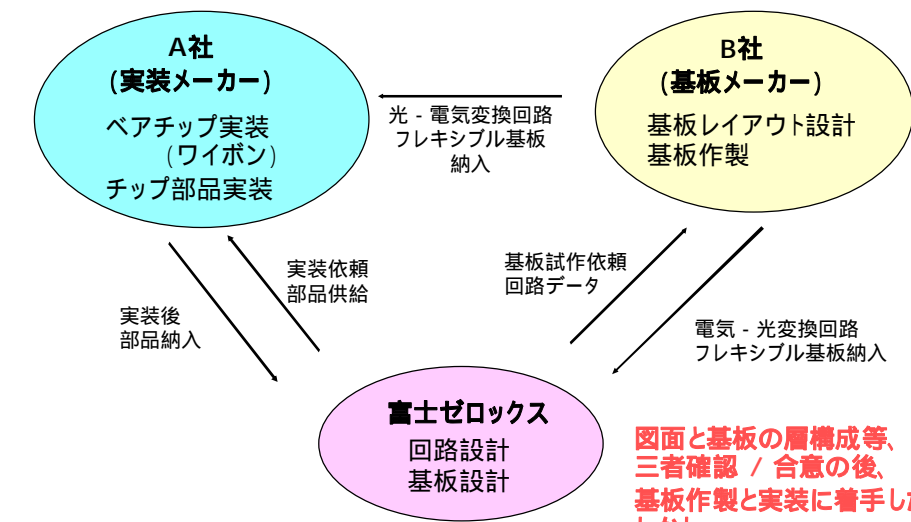 A社
(実装メーカー)
ベアチップ実装
(ワイボン)
チップ部品実装
B社
(基板メーカー)
基板レイアウト設計
基板作製
光 - 電気変換回路
フレキシブル基板
納入
実装依頼
部品供給
基板試作依頼
回路データ
実装後
部品納入
電気 - 光変換回路
フレキシブル基板納入
富士ゼロックス
回路設計
基板設計
図面と基板の層構成等、
三者確認 / 合意の後、
基板作製と実装に着手し